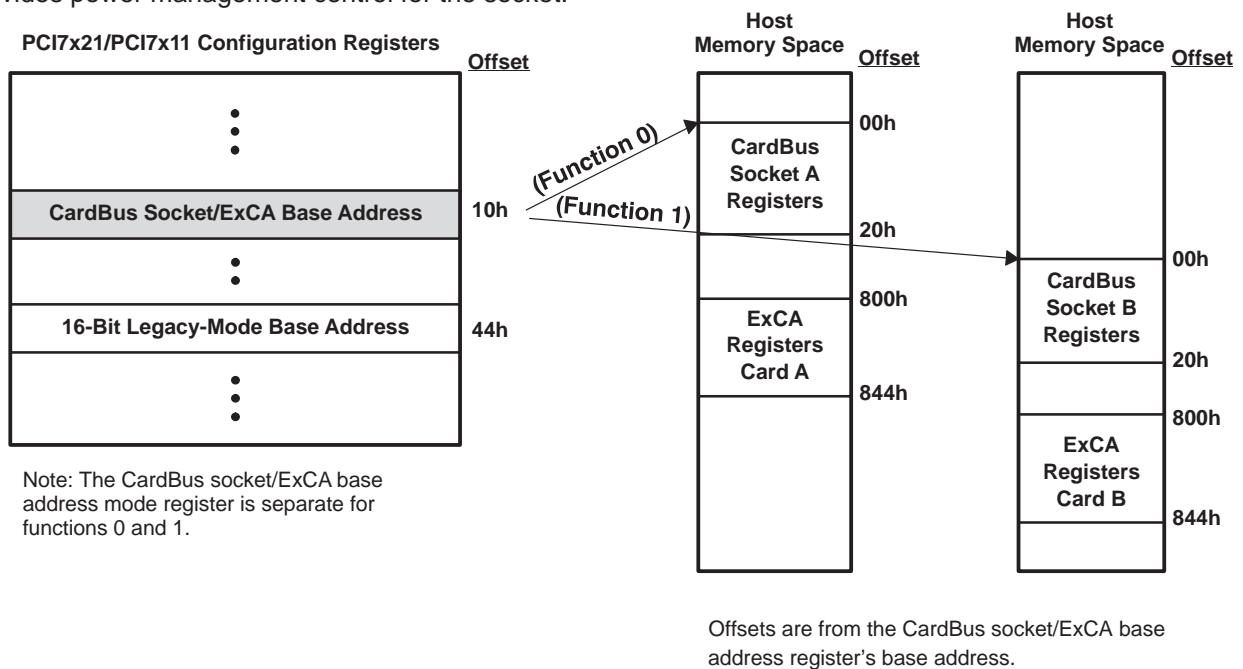 vides power management control for the socket.
PCI7x21/PCI7x11 Configuration Registers
Offset
CardBus Socket/ExCA Base Address
10h
16-Bit Legacy-Mode Base Address
44h
Note: The CardBus socket/ExCA base
address mode register is separate for
functions 0 and 1.
(Function 0)
(Function 1)
Host
Memory Space
Offset
00h
CardBus
Socket A
Registers
20h
800h
ExCA
Registers
Card A
844h
Host
Memory Space
Offset
00h
CardBus
Socket B
Registers
20h
800h
ExCA
Registers
Card B
844h
Offsets are from the CardBus socket/ExCA base
address register's base address.